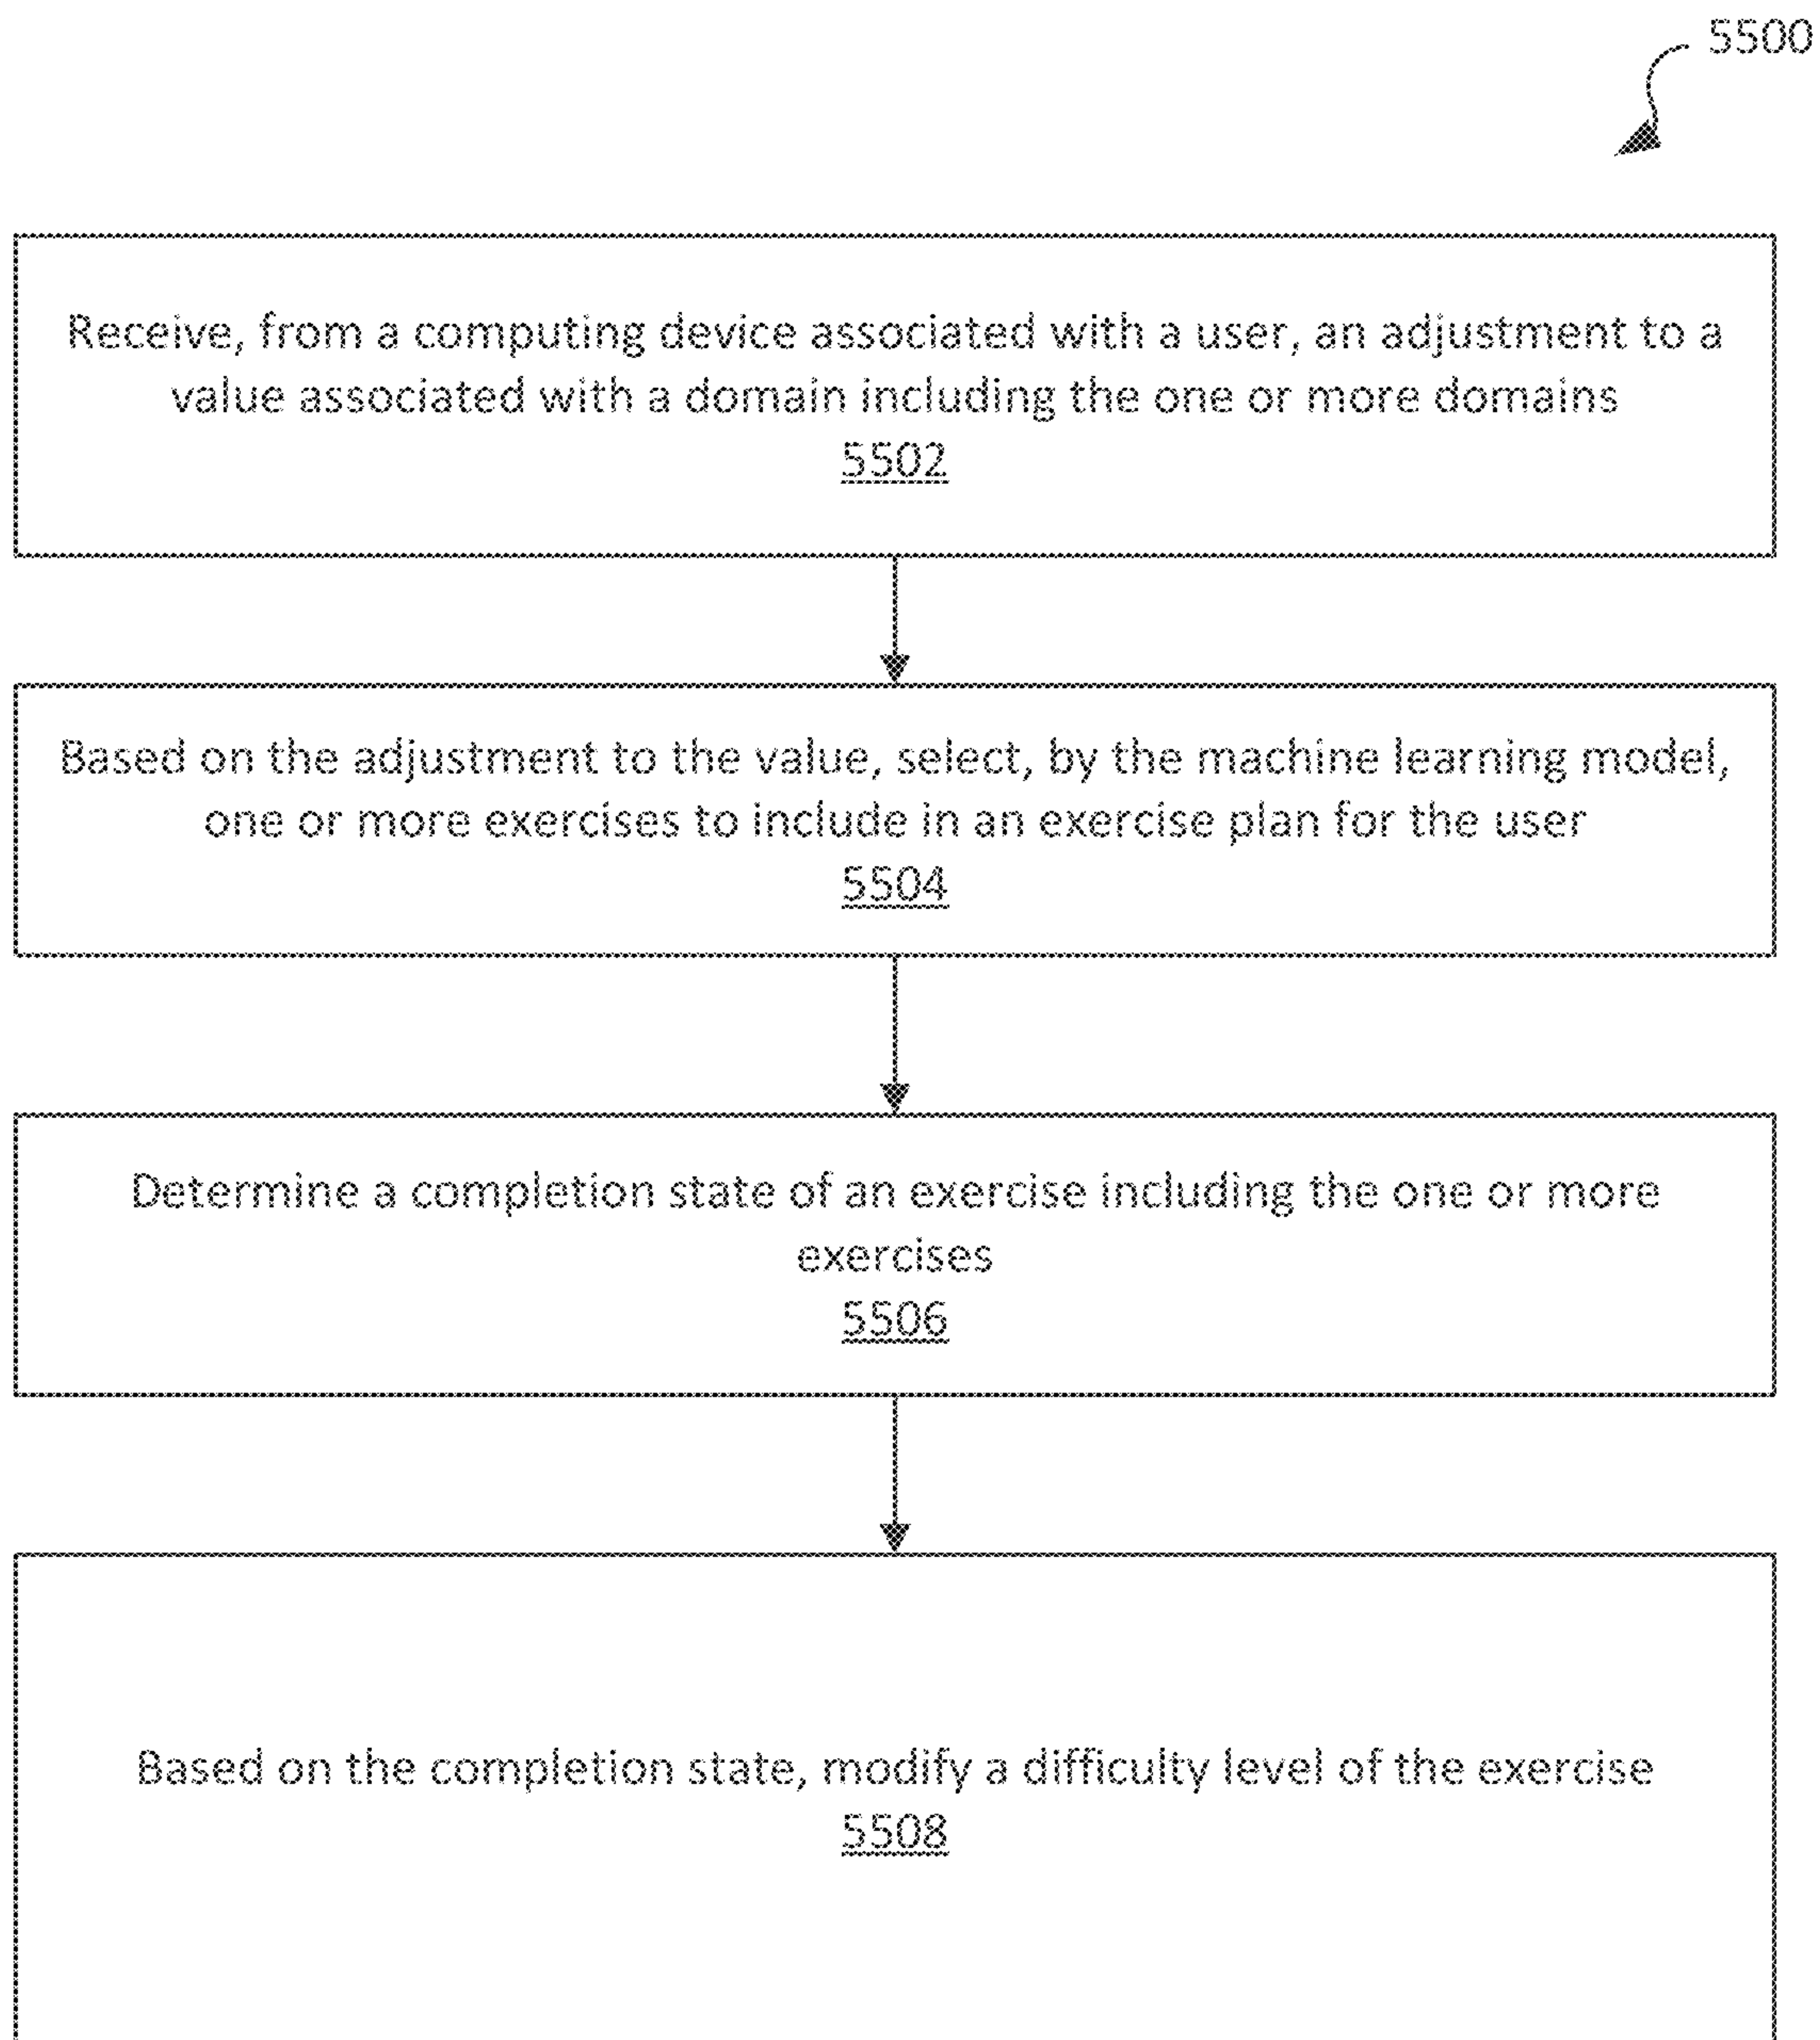 5500
Receive, from a computing device associated with a user, an adjustment to a
value associated with a domain including the one or more domains
5502
Based on the adjustment to the value, select, by the machine learning model,
one or more exercises to include in an exercise plan for the user
5504
Determine a completion state of an exercise including the one or more
exercises
5506
Based on the completion state, modify a difficulty level of the exercise
5508